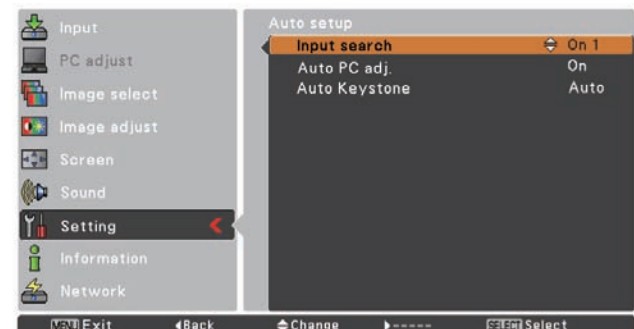 Input
PC adjust
Image select
Image adjust
Screen
Sound
Setting
Information
Network
Auto setup
Input search On 1
Auto PC adj. On
Auto Keystone Auto
MENU Exit Back Change ----- SELECT Select